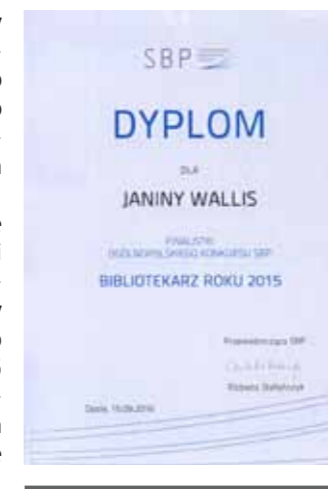 SBP
DYPLOM
DLA
JANINY WALLIS
FINALISTKI
OGÓLNOPOLSKIEGO KONKURSU SBP
BIBLIOTEKARZ ROKU 2015
Przewodnicząca SBP
Elżbieta Stefańczyk